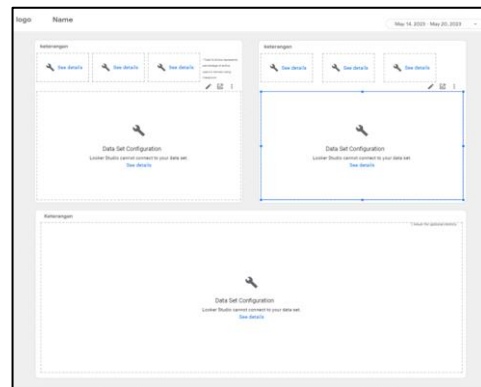 logo Name
May 14, 2023 - May 20, 2023
keterangan
See details See details See details
keterangan
See details See details See details
Data Set Configuration
Looker Studio cannot connect to your data set.
See details
Data Set Configuration
Looker Studio cannot connect to your data set.
See details
Keterangan
Data Set Configuration
Looker Studio cannot connect to your data set.
See details